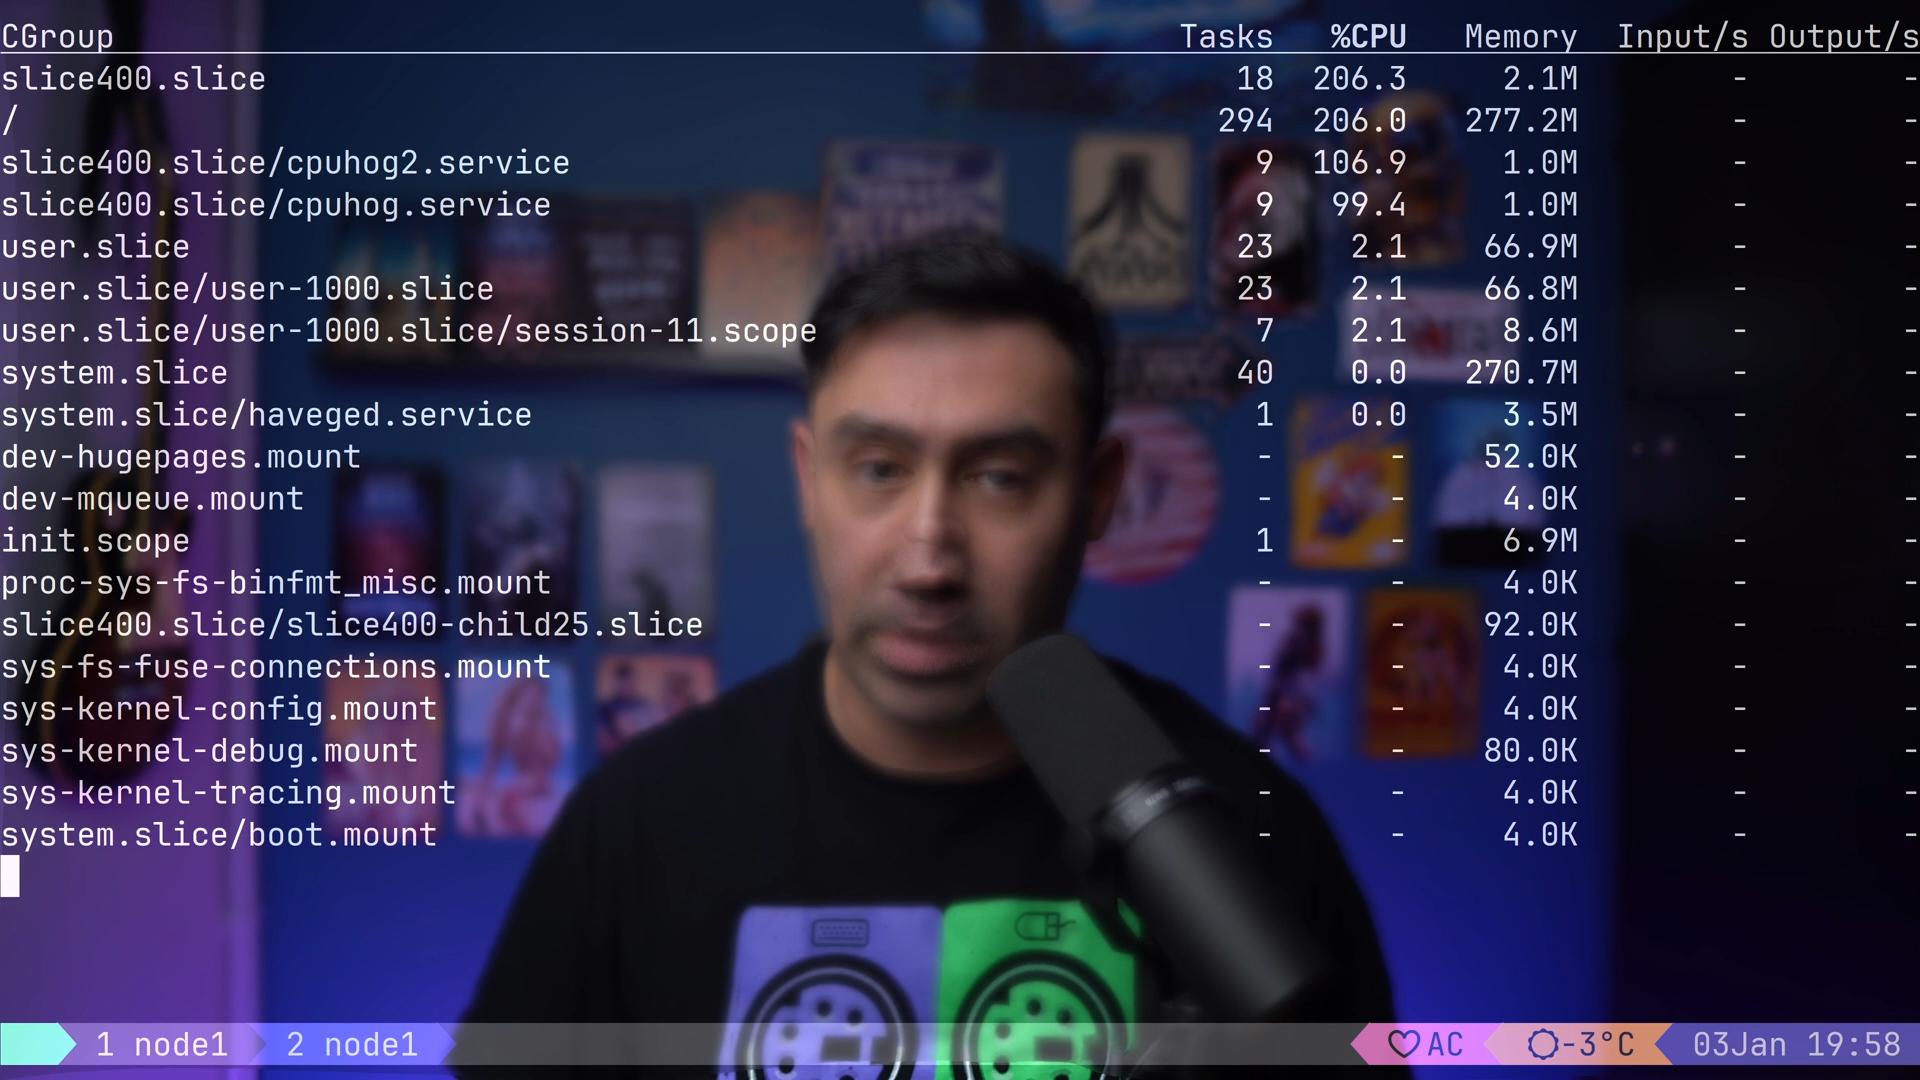 CGroup Tasks %CPU Memory Input/s Output/s
slice400.slice 18 206.3 2.1M - -
/ 294 206.0 277.2M - -
slice400.slice/cpuhog2.service 9 106.9 1.0M - -
slice400.slice/cpuhog.service 9 99.4 1.0M - -
user.slice 23 2.1 66.9M - -
user.slice/user-1000.slice 23 2.1 66.8M - -
user.slice/user-1000.slice/session-11.scope 7 2.1 8.6M - -
system.slice 40 0.0 270.7M - -
system.slice/haveged.service 1 0.0 3.5M - -
dev-hugepages.mount - - 52.0K - -
dev-mqueue.mount - - 4.0K - -
init.scope 1 - 6.9M - -
proc-sys-fs-binfmt_misc.mount - - 4.0K - -
slice400.slice/slice400-child25.slice - - 92.0K - -
sys-fs-fuse-connections.mount - - 4.0K - -
sys-kernel-config.mount - - 4.0K - -
sys-kernel-debug.mount - - 80.0K - -
sys-kernel-tracing.mount - - 4.0K - -
system.slice/boot.mount - - 4.0K - -
1 node1 2 node1 AC -3°C 03Jan 19:58